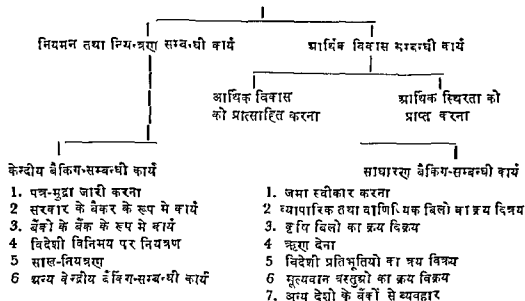 नियमन तथा नियन्त्रण सम्बन्धी कार्य
आर्थिक विकास सम्बन्धी कार्य
आर्थिक विकास
को प्रात्साहित करना
आर्थिक स्थिरता को
प्राप्त करना
केन्दीय बैकिग-सम्बन्धी कार्य
1. पत्र-मुद्रा जारी करना
2 सरकार के बैकर के रूप मे कार्य
3. बैंको के बैंक के रूप मे कार्य
4 विदेशी विनिमय पर नियत्रण
5 साख-नियत्रण
6 अन्य केन्द्रीय बैकिंग-सम्बन्धी कार्य
साधारण बैकिग-सम्बन्धी कार्य
1. जमा स्वीकार करना
2 व्यापारिक तथा वाणिज्यिक बिलो का क्रय विक्रय
3. कृषि बिलो का क्रय विक्रय
4 ऋण देना
5 विदेशी प्रतिभूतियो का क्रय विक्रय
6 मूल्यवान वस्तुओ का क्रय विक्रय
7. अन्य देशो के बैंकों से व्यवहार